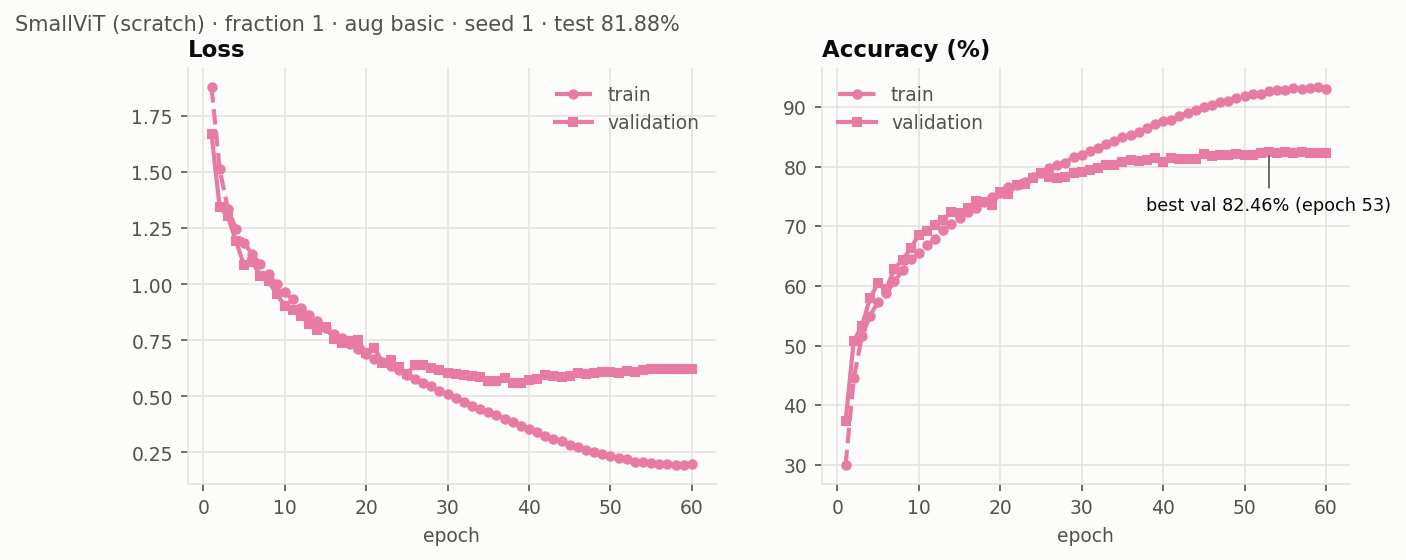 SmallViT (scratch) · fraction 1 · aug basic · seed 1 · test 81.88%
Loss
train
validation
1.75
1.50
1.25
1.00
0.75
0.50
0.25
0 10 20 30 40 50 60
epoch
Accuracy (%)
train
validation
90
80
70
60
50
40
30
best val 82.46% (epoch 53)
0 10 20 30 40 50 60
epoch